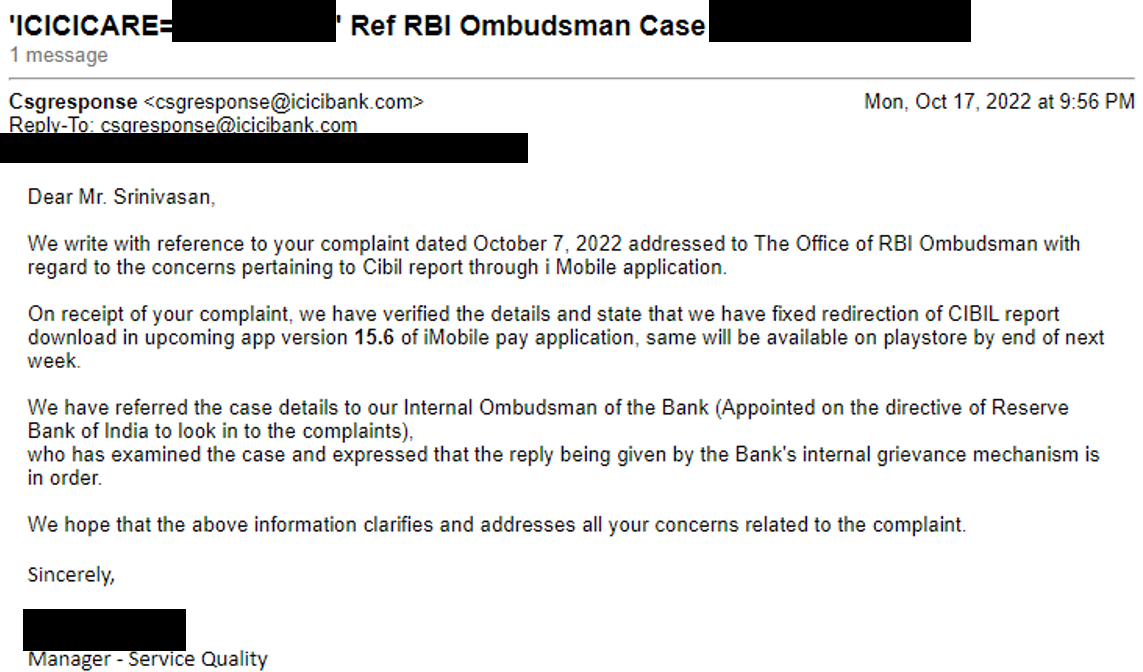 'ICICICARE= ' Ref RBI Ombudsman Case
1 message
Csgresponse <csgresponse@icicibank.com> Mon, Oct 17, 2022 at 9:56 PM
Reply-To: csgresponse@icicibank.com
Dear Mr. Srinivasan,
We write with reference to your complaint dated October 7, 2022 addressed to The Office of RBI Ombudsman with
regard to the concerns pertaining to Cibil report through i Mobile application.
On receipt of your complaint, we have verified the details and state that we have fixed redirection of CIBIL report
download in upcoming app version 15.6 of iMobile pay application, same will be available on playstore by end of next
week.
We have referred the case details to our Internal Ombudsman of the Bank (Appointed on the directive of Reserve
Bank of India to look in to the complaints),
who has examined the case and expressed that the reply being given by the Bank's internal grievance mechanism is
in order.
We hope that the above information clarifies and addresses all your concerns related to the complaint.
Sincerely,
Manager - Service Quality